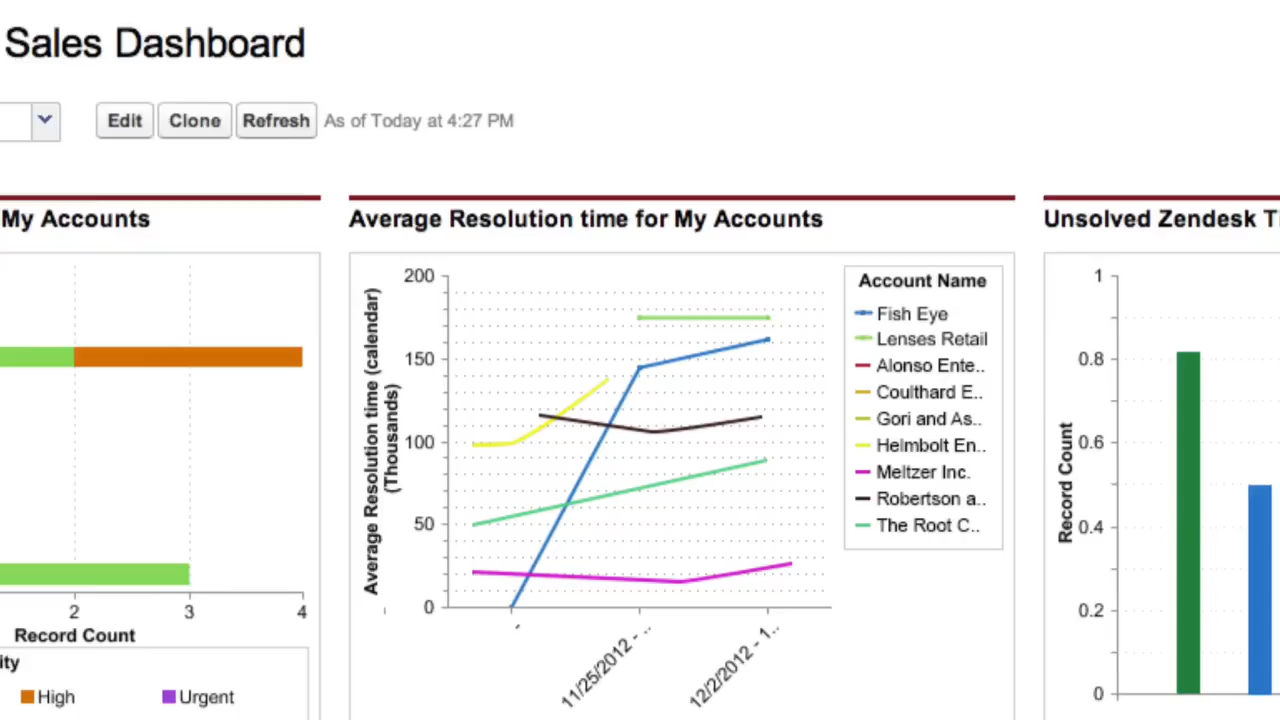 Sales Dashboard
Edit Clone Refresh As of Today at 4:27 PM
My Accounts
2 3 4
Record Count
ity
High Urgent
Average Resolution time for My Accounts
Average Resolution time (calendar)
(Thousands)
200
150
100
50
0
-
11/25/2012 - ..
12/2/2012 - 1..
Account Name
Fish Eye
Lenses Retail
Alonso Ente..
Coulthard E..
Gori and As..
Helmbolt En..
Meltzer Inc.
Robertson a..
The Root C..
Unsolved Zendesk Ti
Record Count
1
0.8
0.6
0.4
0.2
0